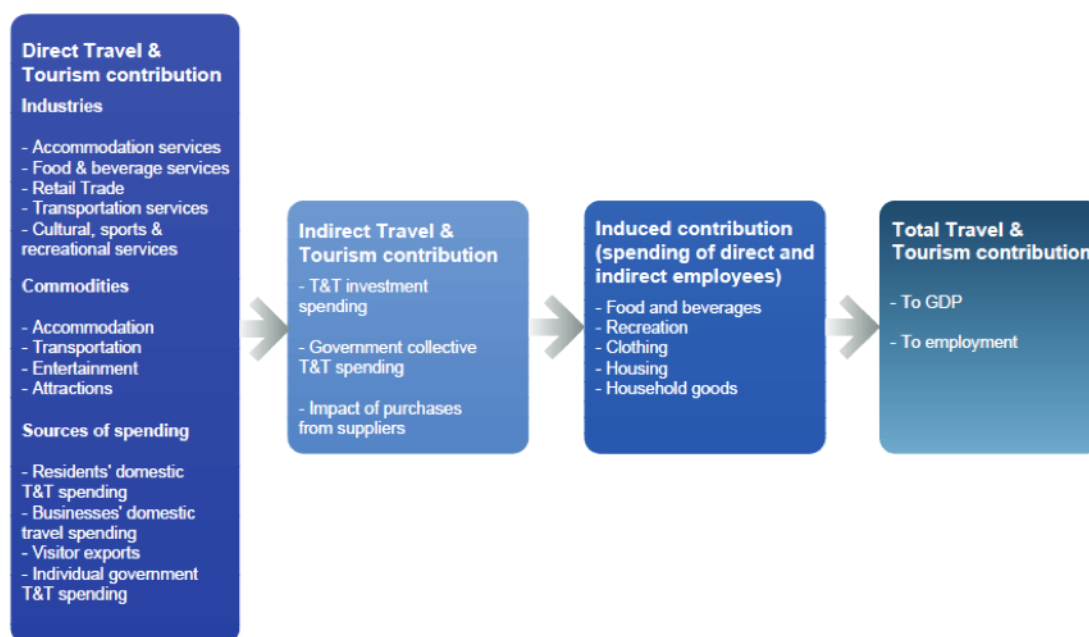 Direct Travel &
Tourism contribution
Industries
- Accommodation services
- Food & beverage services
- Retail Trade
- Transportation services
- Cultural, sports &
recreational services
Commodities
- Accommodation
- Transportation
- Entertainment
- Attractions
Sources of spending
- Residents' domestic
T&T spending
- Businesses' domestic
travel spending
- Visitor exports
- Individual government
T&T spending
Indirect Travel &
Tourism contribution
- T&T investment
spending
- Government collective
T&T spending
- Impact of purchases
from suppliers
Induced contribution
(spending of direct and
indirect employees)
- Food and beverages
- Recreation
- Clothing
- Housing
- Household goods
Total Travel &
Tourism contribution
- To GDP
- To employment